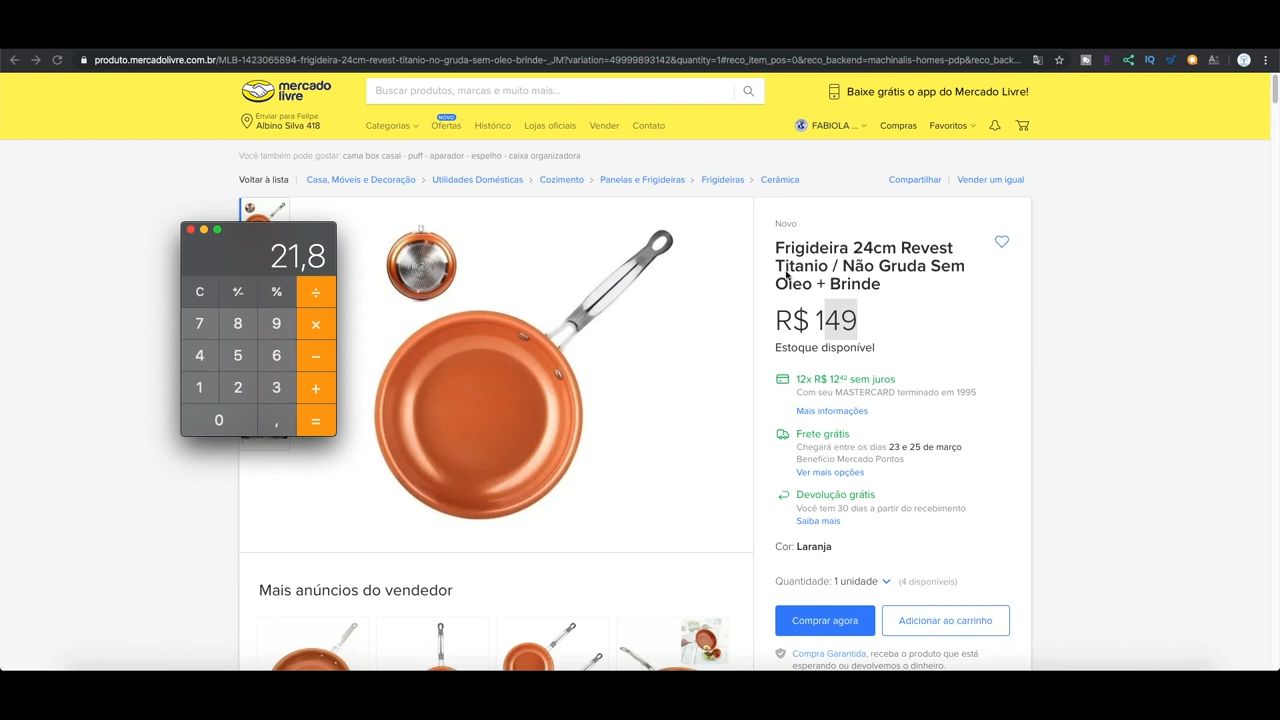 produto.mercadolivre.com.br/MLB-1423065894-frigideira-24cm-revest-titanio-no-gruda-sem-oleo-brinde-_JM?variation=49999893142&quantity=1#reco_item_pos=0&reco_backend=machinalis-homes-pdp&reco_back...
mercado
livre
Buscar produtos, marcas e muito mais...
Baixe grátis o app do Mercado Livre!
Enviar para Felipe
Albino Silva 418
Categorias
NOVO
Ofertas
Histórico
Lojas oficiais
Vender
Contato
FABIOLA ...
Compras
Favoritos
Você também pode gostar: cama box casal - puff - aparador - espelho - caixa organizadora
Voltar à lista
Casa, Móveis e Decoração
Utilidades Domésticas
Cozimento
Panelas e Frigideiras
Frigideiras
Cerâmica
Compartilhar
Vender um igual
21,8
C
+⁄-
%
÷
7
8
9
×
4
5
6
−
1
2
3
+
0
,
=
Novo
Frigideira 24cm Revest
Titanio / Não Gruda Sem
Oleo + Brinde
R$ 149
Estoque disponível
12x R$ 12⁴² sem juros
Com seu MASTERCARD terminado em 1995
Mais informações
Frete grátis
Chegará entre os dias 23 e 25 de março
Benefício Mercado Pontos
Ver mais opções
Devolução grátis
Você tem 30 dias a partir do recebimento
Saiba mais
Cor: Laranja
Quantidade: 1 unidade
(4 disponíveis)
Comprar agora
Adicionar ao carrinho
Compra Garantida, receba o produto que está
esperando ou devolvemos o dinheiro.
Mais anúncios do vendedor